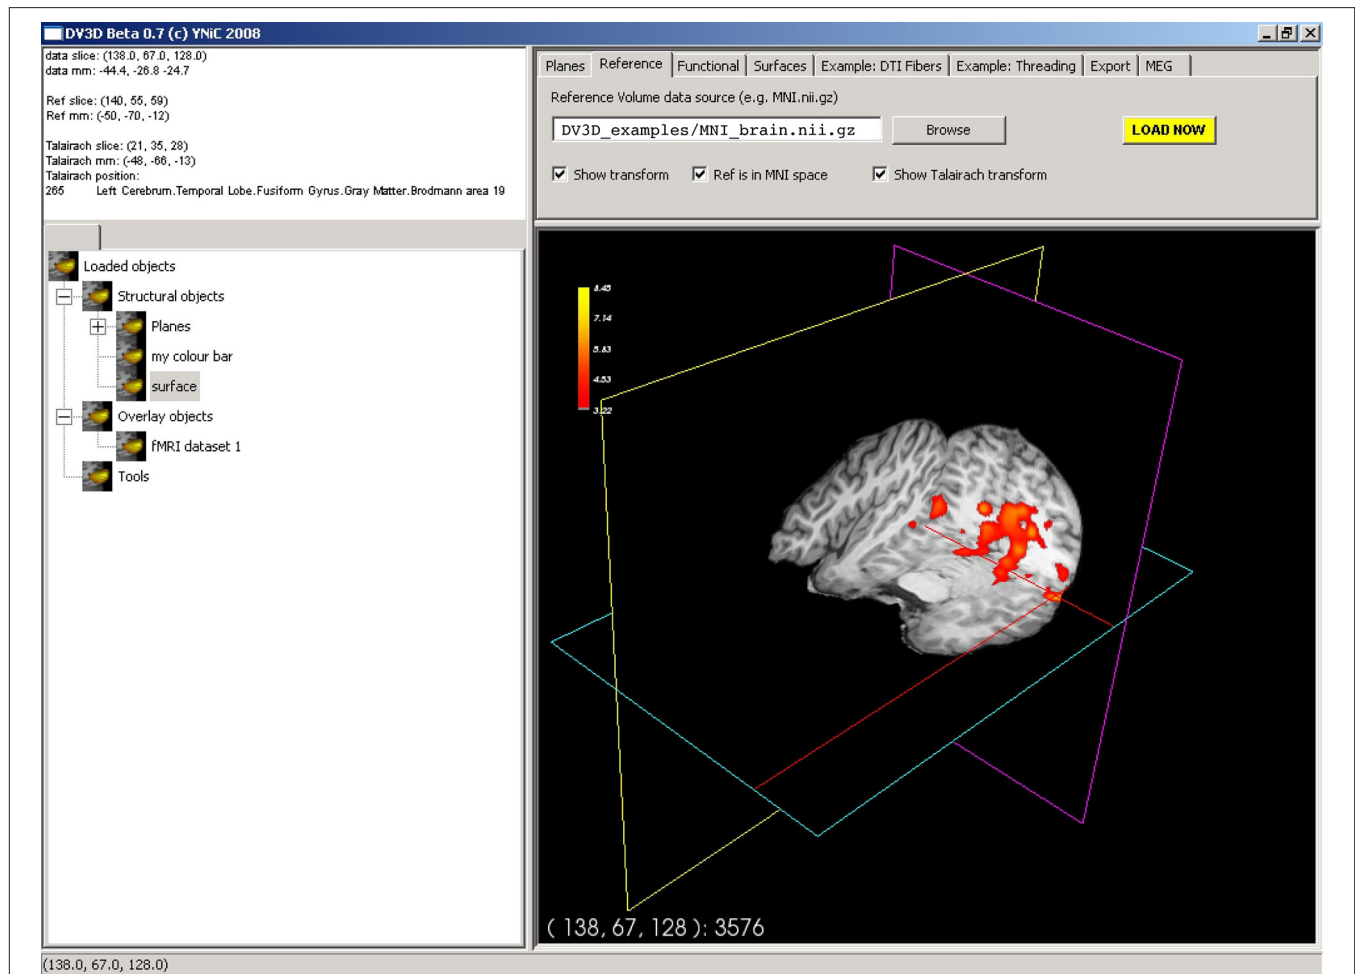 DV3D Beta 0.7 (c) YNiC 2008
data slice: (138.0, 67.0, 128.0)
data mm: -44.4, -26.8 -24.7
Ref slice: (140, 55, 59)
Ref mm: (-50, -70, -12)
Talairach slice: (21, 35, 28)
Talairach mm: (-48, -66, -13)
Talairach position:
265 Left Cerebrum.Temporal Lobe.Fusiform Gyrus.Gray Matter.Brodmann area 19
Planes Reference Functional Surfaces Example: DTI Fibers Example: Threading Export MEG
Reference Volume data source (e.g. MNI.nii.gz)
DV3D_examples/MNI_brain.nii.gz Browse LOAD NOW
Show transform Ref is in MNI space Show Talairach transform
Loaded objects
Structural objects
Planes
my colour bar
surface
Overlay objects
fMRI dataset 1
Tools
8.45
7.14
5.83
4.53
3.22
( 138, 67, 128 ): 3576
(138.0, 67.0, 128.0)